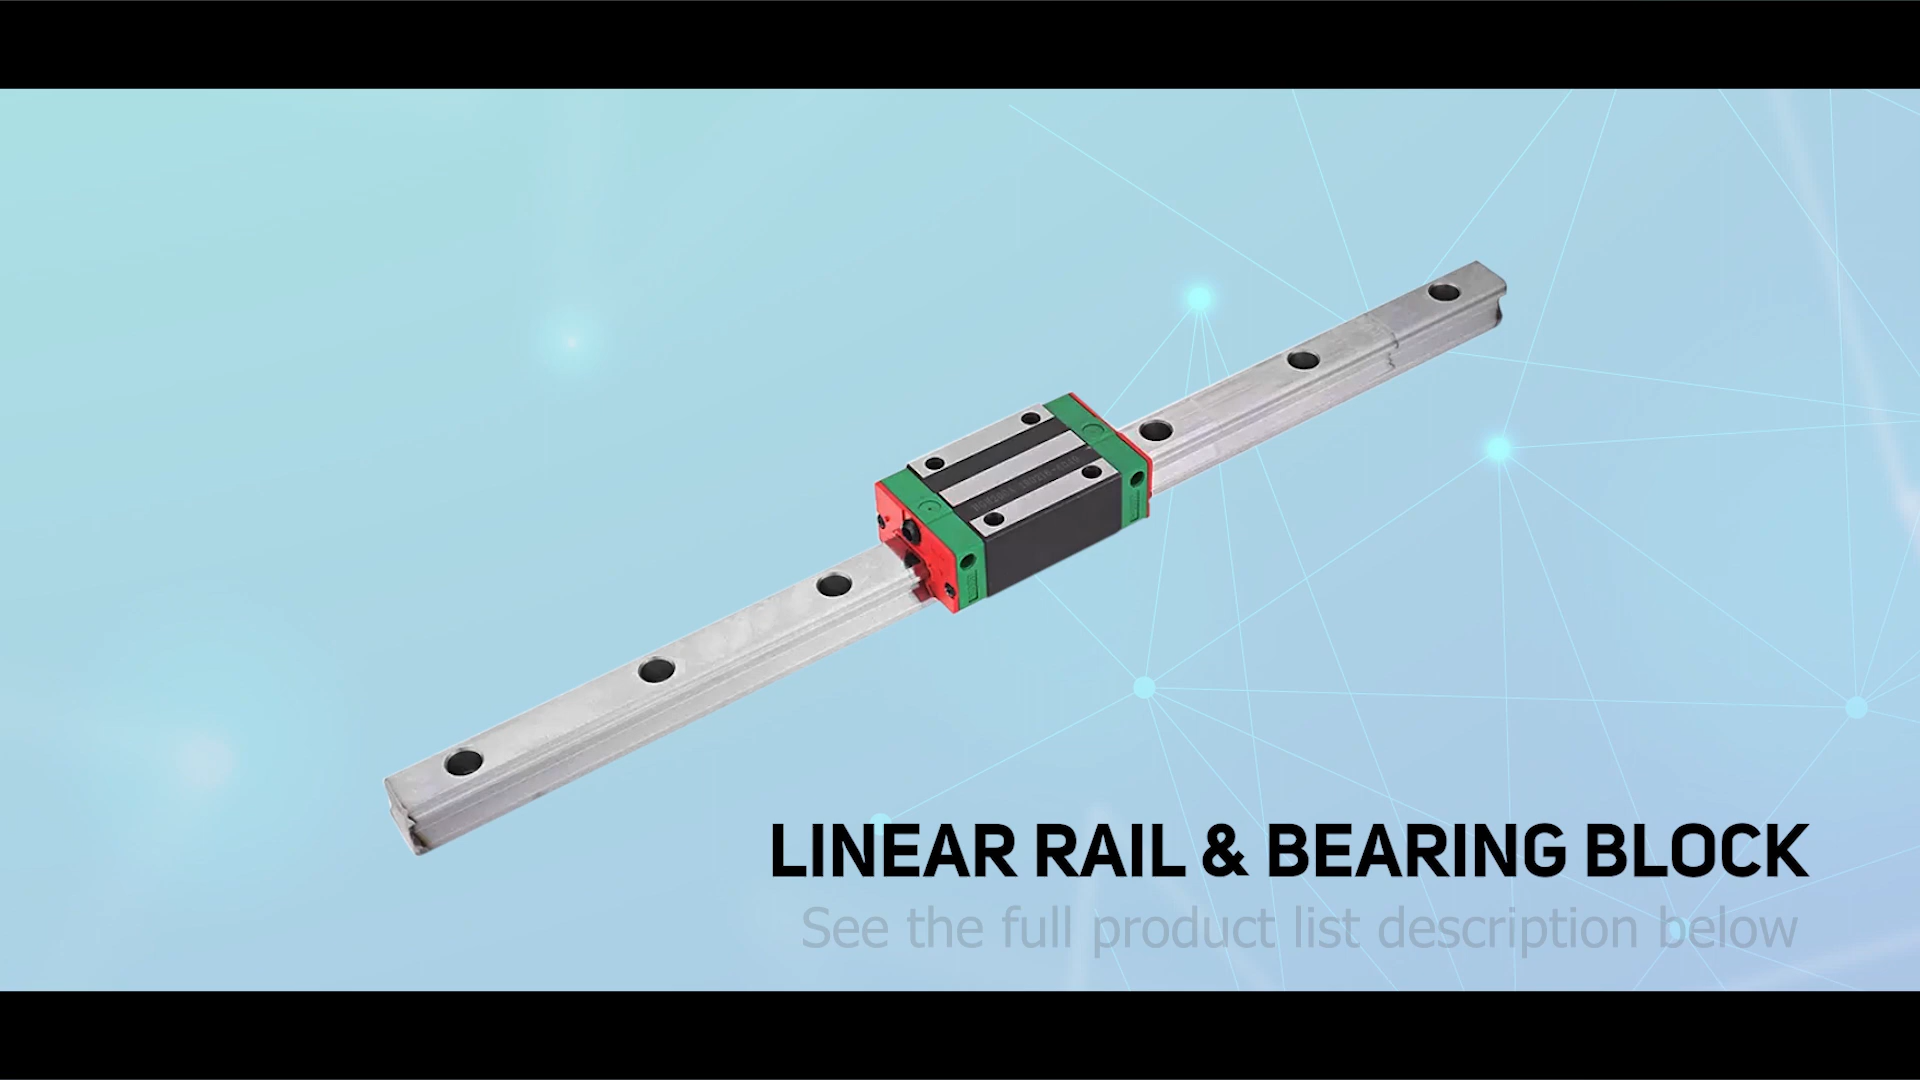 LINEAR RAIL & BEARING BLOCK
See the full product list description below